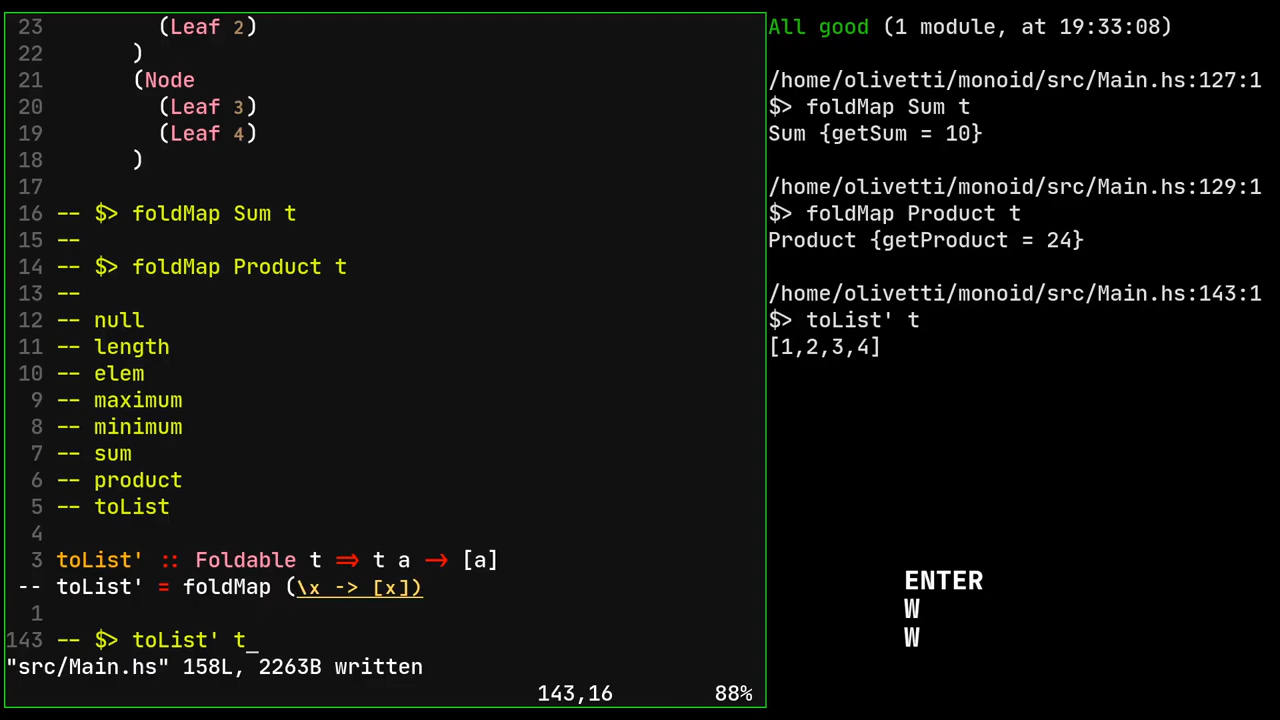 23         (Leaf 2)
22       )
21       (Node
20         (Leaf 3)
19         (Leaf 4)
18       )
17
16 -- $> foldMap Sum t
15 --
14 -- $> foldMap Product t
13 --
12 -- null
11 -- length
10 -- elem
9 -- maximum
8 -- minimum
7 -- sum
6 -- product
5 -- toList
4
3 toList' :: Foldable t => t a -> [a]
-- toList' = foldMap (\x -> [x])
1
143 -- $> toList' t_
"src/Main.hs" 158L, 2263B written
143,16 88%
All good (1 module, at 19:33:08)
/home/olivetti/monoid/src/Main.hs:127:1
$> foldMap Sum t
Sum {getSum = 10}
/home/olivetti/monoid/src/Main.hs:129:1
$> foldMap Product t
Product {getProduct = 24}
/home/olivetti/monoid/src/Main.hs:143:1
$> toList' t
[1,2,3,4]
ENTER
W
W